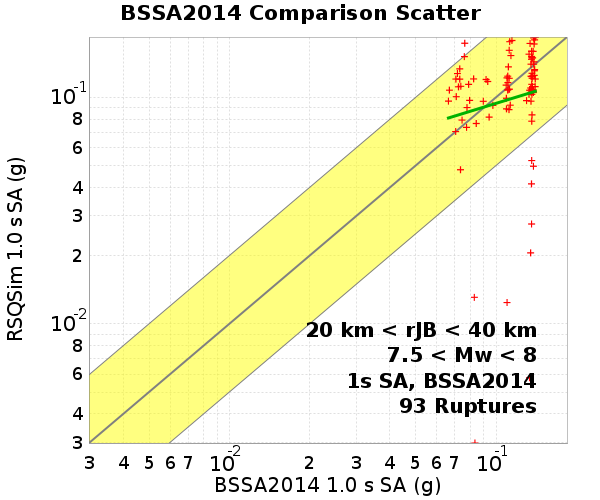 BSSA2014 Comparison Scatter
RSQSim 1.0 s SA (g)
10-1
8
6
4
3
2
10-2
8
6
4
3
20 km < rJB < 40 km
7.5 < Mw < 8
1s SA, BSSA2014
93 Ruptures
3 4 5 6 7 10-2 2 3 4 5 6 7 10-1
BSSA2014 1.0 s SA (g)